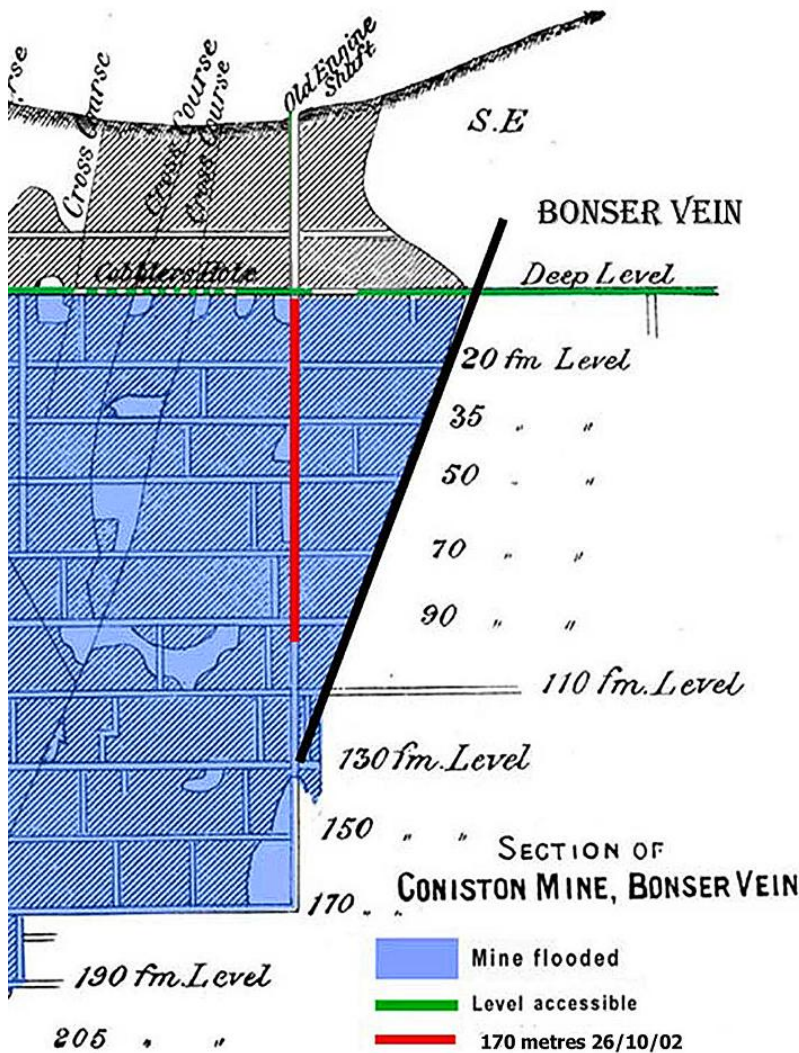 rse
Cross Course
Cross Course
Cross Course
Old Engine
Shaft
S.E
BONSER VEIN
Cobblers Hole
Deep Level
20 fm Level
35 " "
50 " "
70 " "
90 " "
110 fm. Level
130 fm. Level
150 " "
170 " "
SECTION OF
CONISTON MINE, BONSER VEIN
190 fm. Level
205 " "
Mine flooded
Level accessible
170 metres 26/10/02